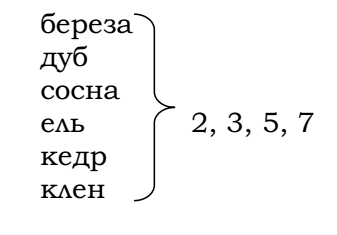 береза
дуб
сосна
ель
кедр
клен
2, 3, 5, 7